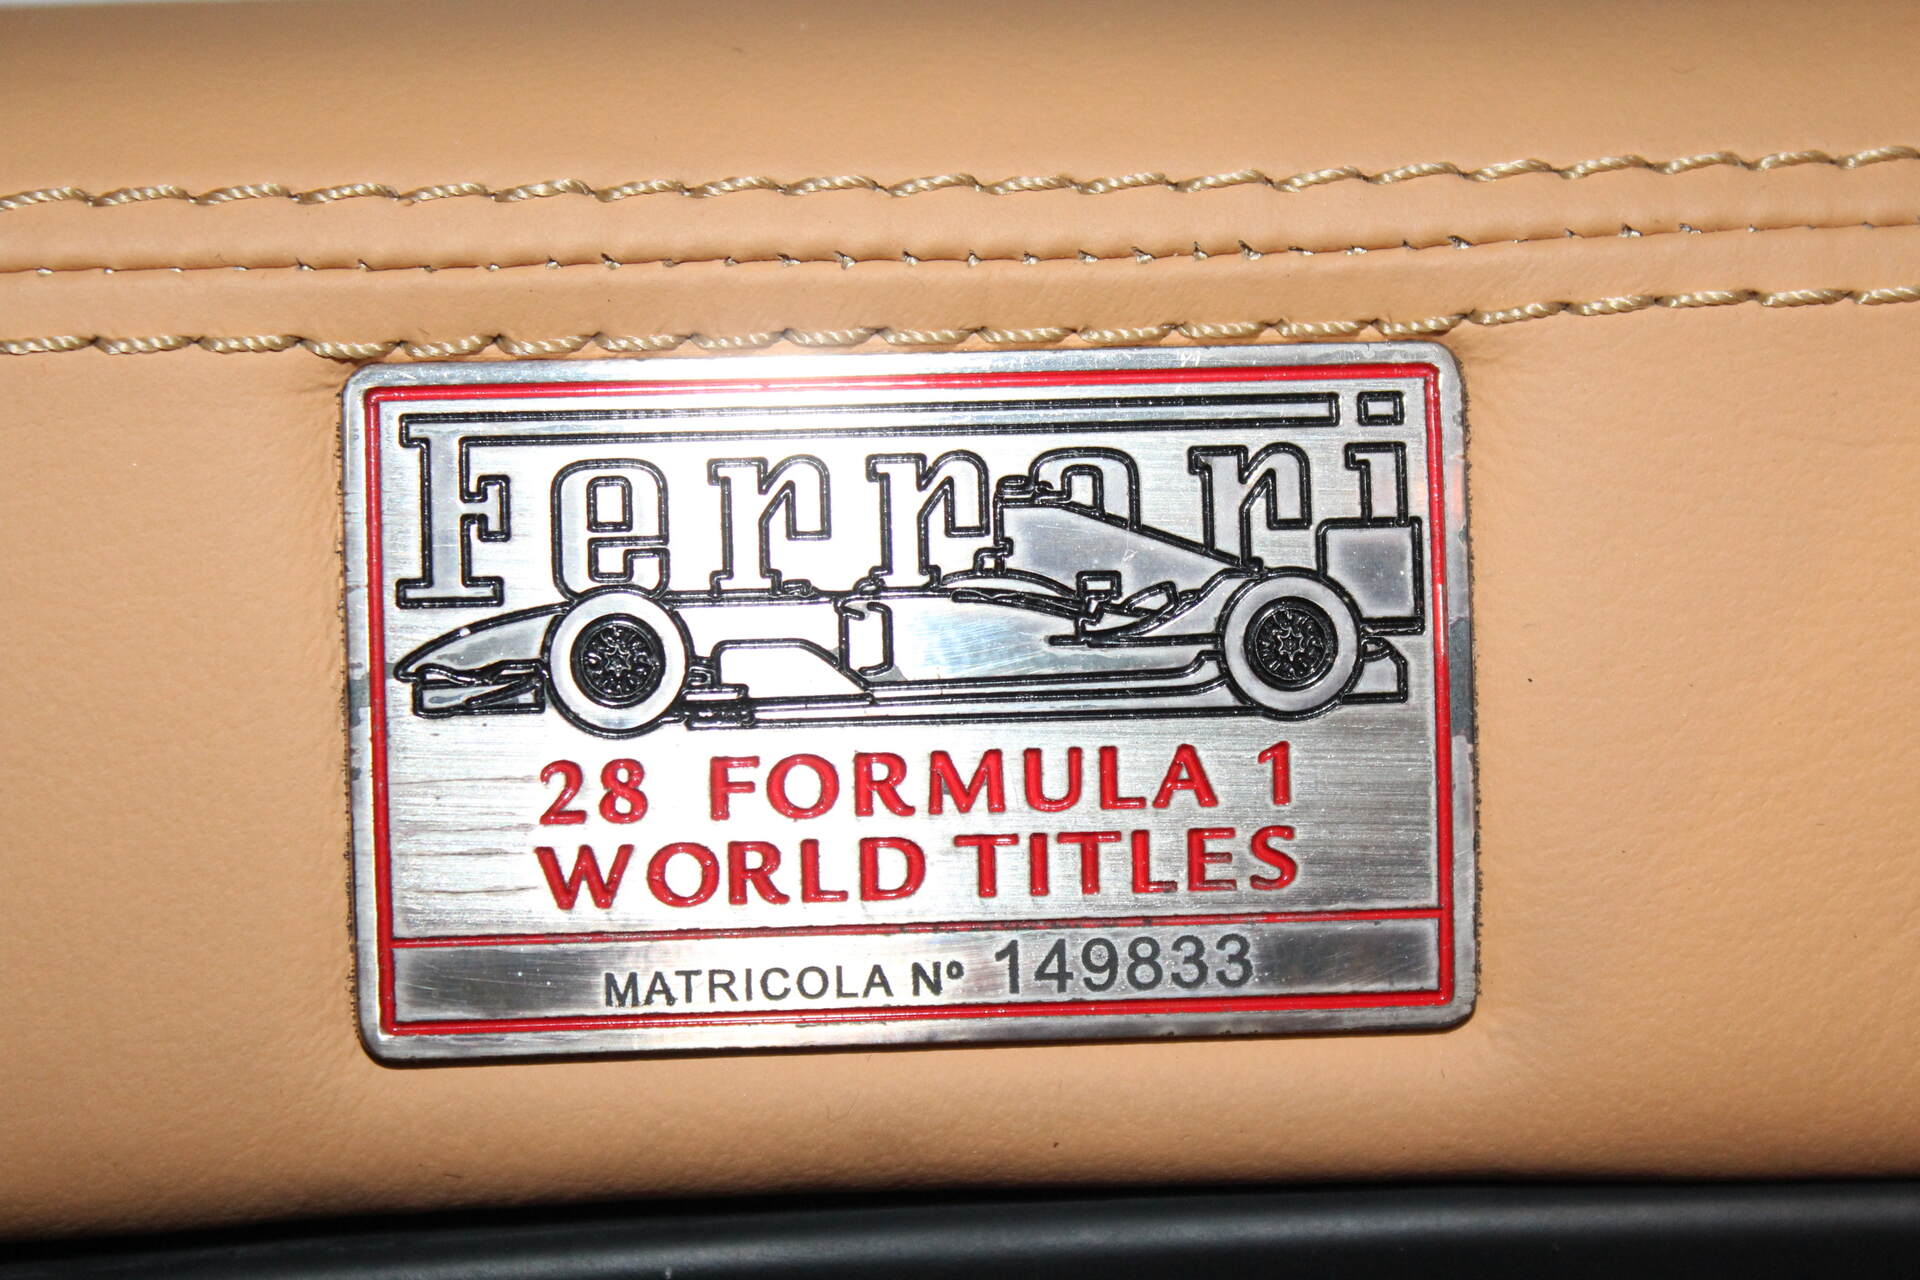 Ferrari
28 FORMULA 1
WORLD TITLES
MATRICOLA Nº 149833